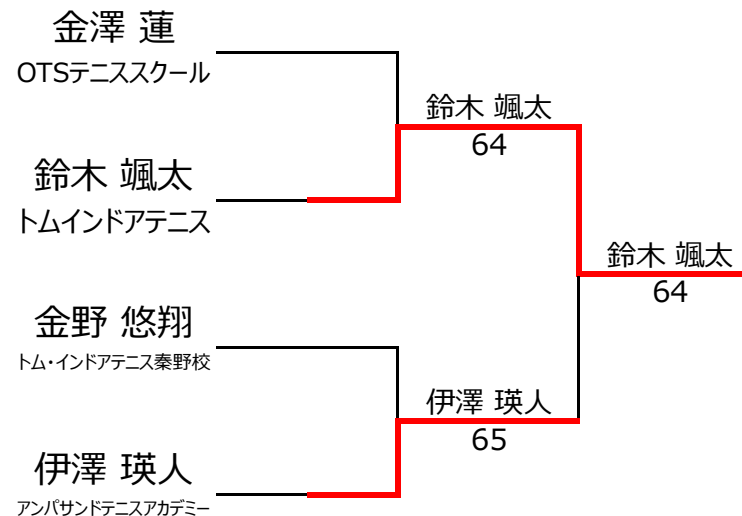 金澤 蓮
OTSテニススクール
鈴木 颯太
64
鈴木 颯太
トムインドアテニス
鈴木 颯太
64
金野 悠翔
トム・インドアテニス秦野校
伊澤 瑛人
65
伊澤 瑛人
アンパサンドテニスアカデミー